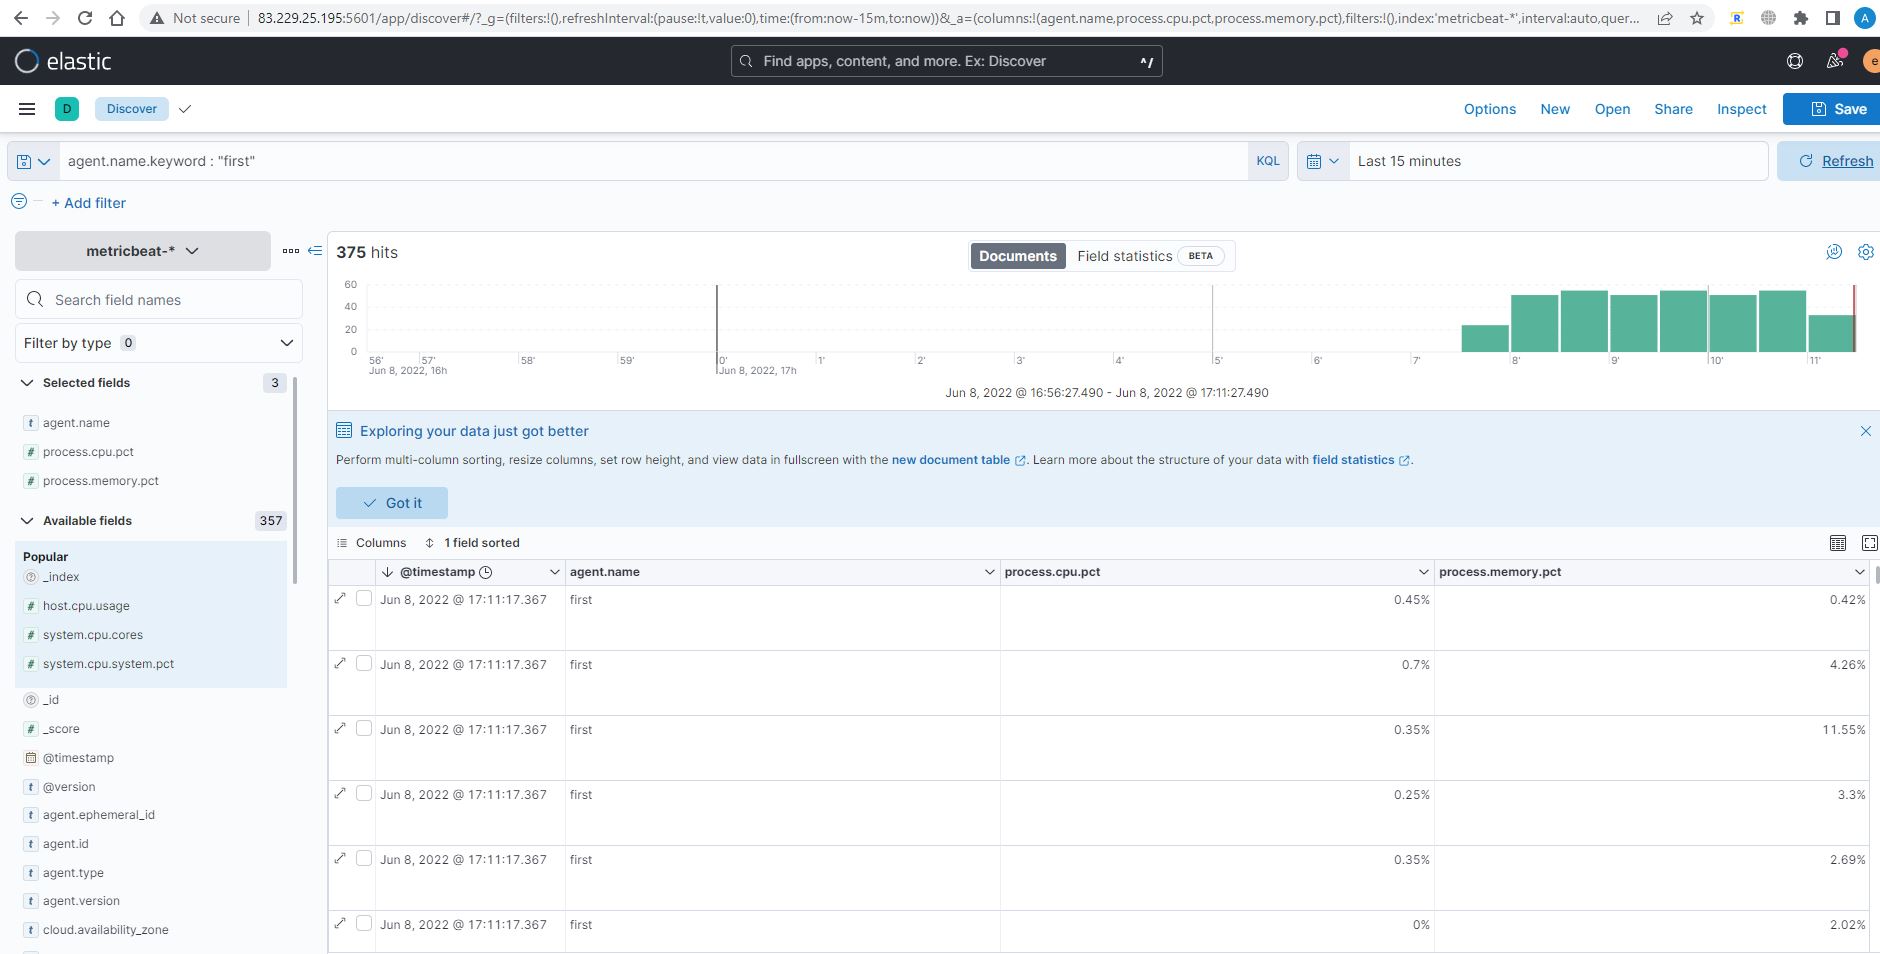 Not secure | 83.229.25.195:5601/app/discover#/?_g=(filters:!(),refreshInterval:(pause:!t,value:0),time:(from:now-15m,to:now))&_a=(columns:!(agent.name,process.cpu.pct,process.memory.pct),filters:!(),index:'metricbeat-*',interval:auto,quer... R A
elastic Find apps, content, and more. Ex: Discover ^/ e
D Discover Options New Open Share Inspect Save
agent.name.keyword : "first" KQL Last 15 minutes Refresh
+ Add filter
metricbeat-*
375 hits Documents Field statistics BETA
Search field names
Filter by type 0
Selected fields 3
t agent.name
# process.cpu.pct
# process.memory.pct
Available fields 357
Popular
_index
# host.cpu.usage
# system.cpu.cores
# system.cpu.system.pct
_id
# _score
@timestamp
t @version
t agent.ephemeral_id
t agent.id
t agent.type
t agent.version
t cloud.availability_zone
60
40
20
0
56' 57' 58' 59' 0' 1' 2' 3' 4' 5' 6' 7' 8' 9' 10' 11'
Jun 8, 2022, 16h Jun 8, 2022, 17h
Jun 8, 2022 @ 16:56:27.490 - Jun 8, 2022 @ 17:11:27.490
Exploring your data just got better
Perform multi-column sorting, resize columns, set row height, and view data in fullscreen with the new document table . Learn more about the structure of your data with field statistics .
Got it
Columns 1 field sorted
@timestamp agent.name process.cpu.pct process.memory.pct
Jun 8, 2022 @ 17:11:17.367 first 0.45% 0.42%
Jun 8, 2022 @ 17:11:17.367 first 0.7% 4.26%
Jun 8, 2022 @ 17:11:17.367 first 0.35% 11.55%
Jun 8, 2022 @ 17:11:17.367 first 0.25% 3.3%
Jun 8, 2022 @ 17:11:17.367 first 0.35% 2.69%
Jun 8, 2022 @ 17:11:17.367 first 0% 2.02%